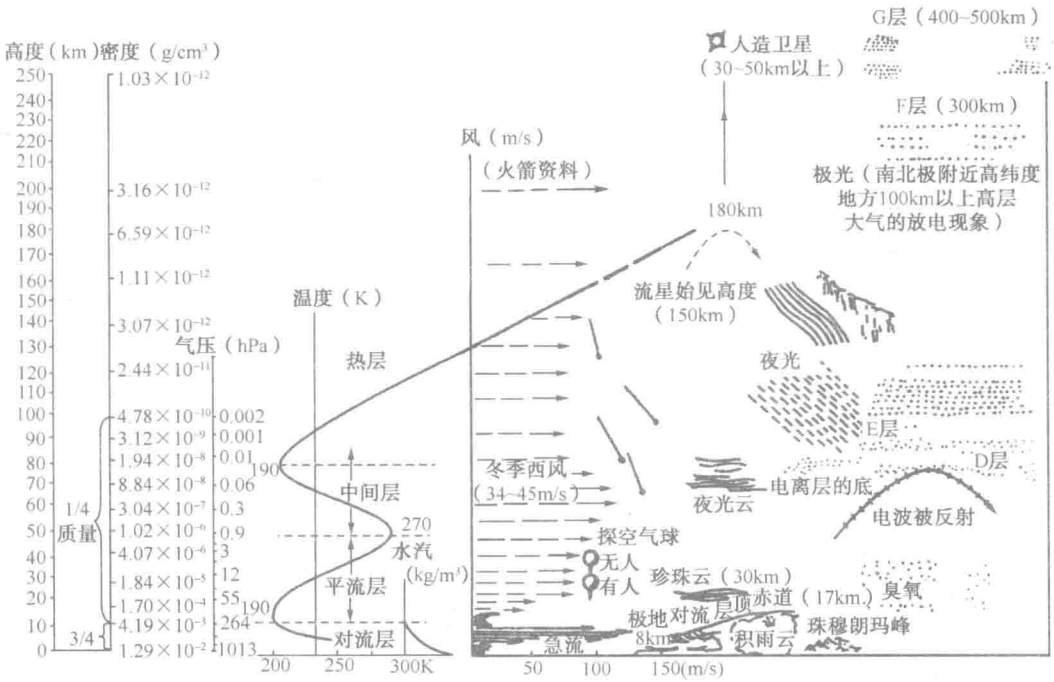 G层（400~500km）
人造卫星
（30~50km以上）
高度（km）密度（g/cm³）
250
240
230
220
210
200
190
180
170
160
150
140
130
120
110
100
90
80
70
60
50
40
30
20
10
0
1.03×10⁻¹²
3.16×10⁻¹²
6.59×10⁻¹²
1.11×10⁻¹²
3.07×10⁻¹²
2.44×10⁻¹¹
4.78×10⁻¹⁰
3.12×10⁻⁹
1.94×10⁻⁸
8.84×10⁻⁸
3.04×10⁻⁷
1.02×10⁻⁶
4.07×10⁻⁶
1.84×10⁻⁵
1.70×10⁻⁴
4.19×10⁻³
1.29×10⁻²
1/4
质量
3/4
气压（hPa）
0.002
0.001
0.01
0.06
0.3
0.9
3
12
55
264
1013
温度（K）
热层
190
中间层
270
平流层
190
对流层
200
250
300K
水汽
(kg/m³)
风（m/s）
（火箭资料）
冬季西风
(34~45m/s)
探空气球
无人
有人
急流
50
100
150(m/s)
F层（300km）
极光（南北极附近高纬度
地方100km以上高层
大气的放电现象）
180km
流星始见高度
（150km）
夜光
E层
D层
夜光云
电离层的底
电波被反射
珍珠云（30km）
臭氧
极地
对流层顶
赤道（17km.）
8km
积雨云
珠穆朗玛峰